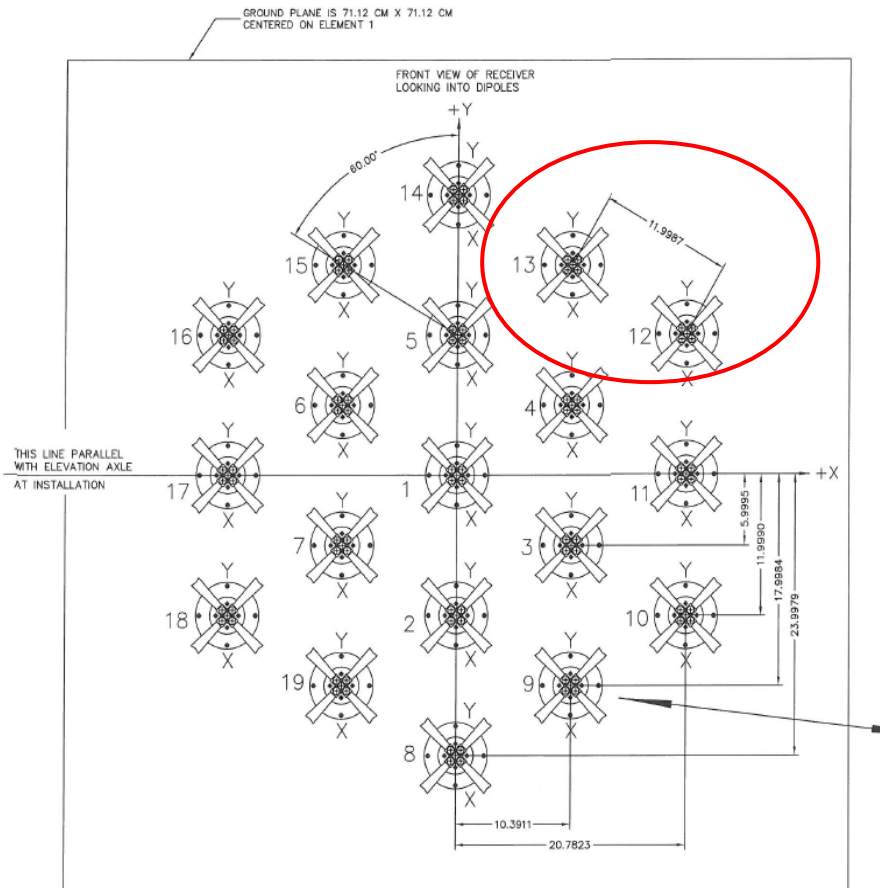 GROUND PLANE IS 71.12 CM X 71.12 CM
CENTERED ON ELEMENT 1
FRONT VIEW OF RECEIVER
LOOKING INTO DIPOLES
+Y
60.00°
Y
14
X
Y
15
X
Y
13
11.9987
Y
16
X
Y
5
X
12
X
Y
6
X
Y
4
X
THIS LINE PARALLEL
WITH ELEVATION AXLE
AT INSTALLATION
Y
17
1
11
+X
Y
7
X
3
X
5.9995
11.9990
17.9984
23.9979
Y
18
X
2
10
X
Y
19
X
9
8
X
10.3911
20.7823